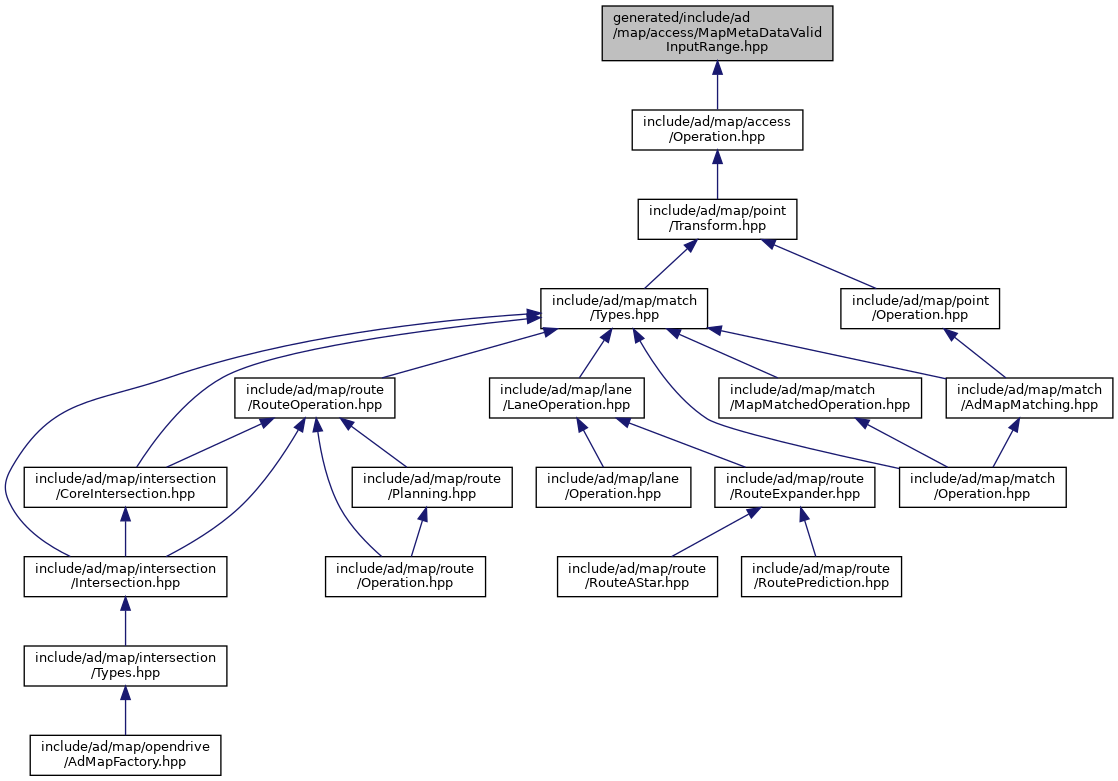 generated/include/ad
/map/access/MapMetaDataValid
InputRange.hpp
include/ad/map/access
/Operation.hpp
include/ad/map/point
/Transform.hpp
include/ad/map/match
/Types.hpp
include/ad/map/point
/Operation.hpp
include/ad/map/route
/RouteOperation.hpp
include/ad/map/lane
/LaneOperation.hpp
include/ad/map/match
/MapMatchedOperation.hpp
include/ad/map/match
/AdMapMatching.hpp
include/ad/map/intersection
/CoreIntersection.hpp
include/ad/map/route
/Planning.hpp
include/ad/map/lane
/Operation.hpp
include/ad/map/route
/RouteExpander.hpp
include/ad/map/match
/Operation.hpp
include/ad/map/intersection
/Intersection.hpp
include/ad/map/route
/Operation.hpp
include/ad/map/route
/RouteAStar.hpp
include/ad/map/route
/RoutePrediction.hpp
include/ad/map/intersection
/Types.hpp
include/ad/map/opendrive
/AdMapFactory.hpp